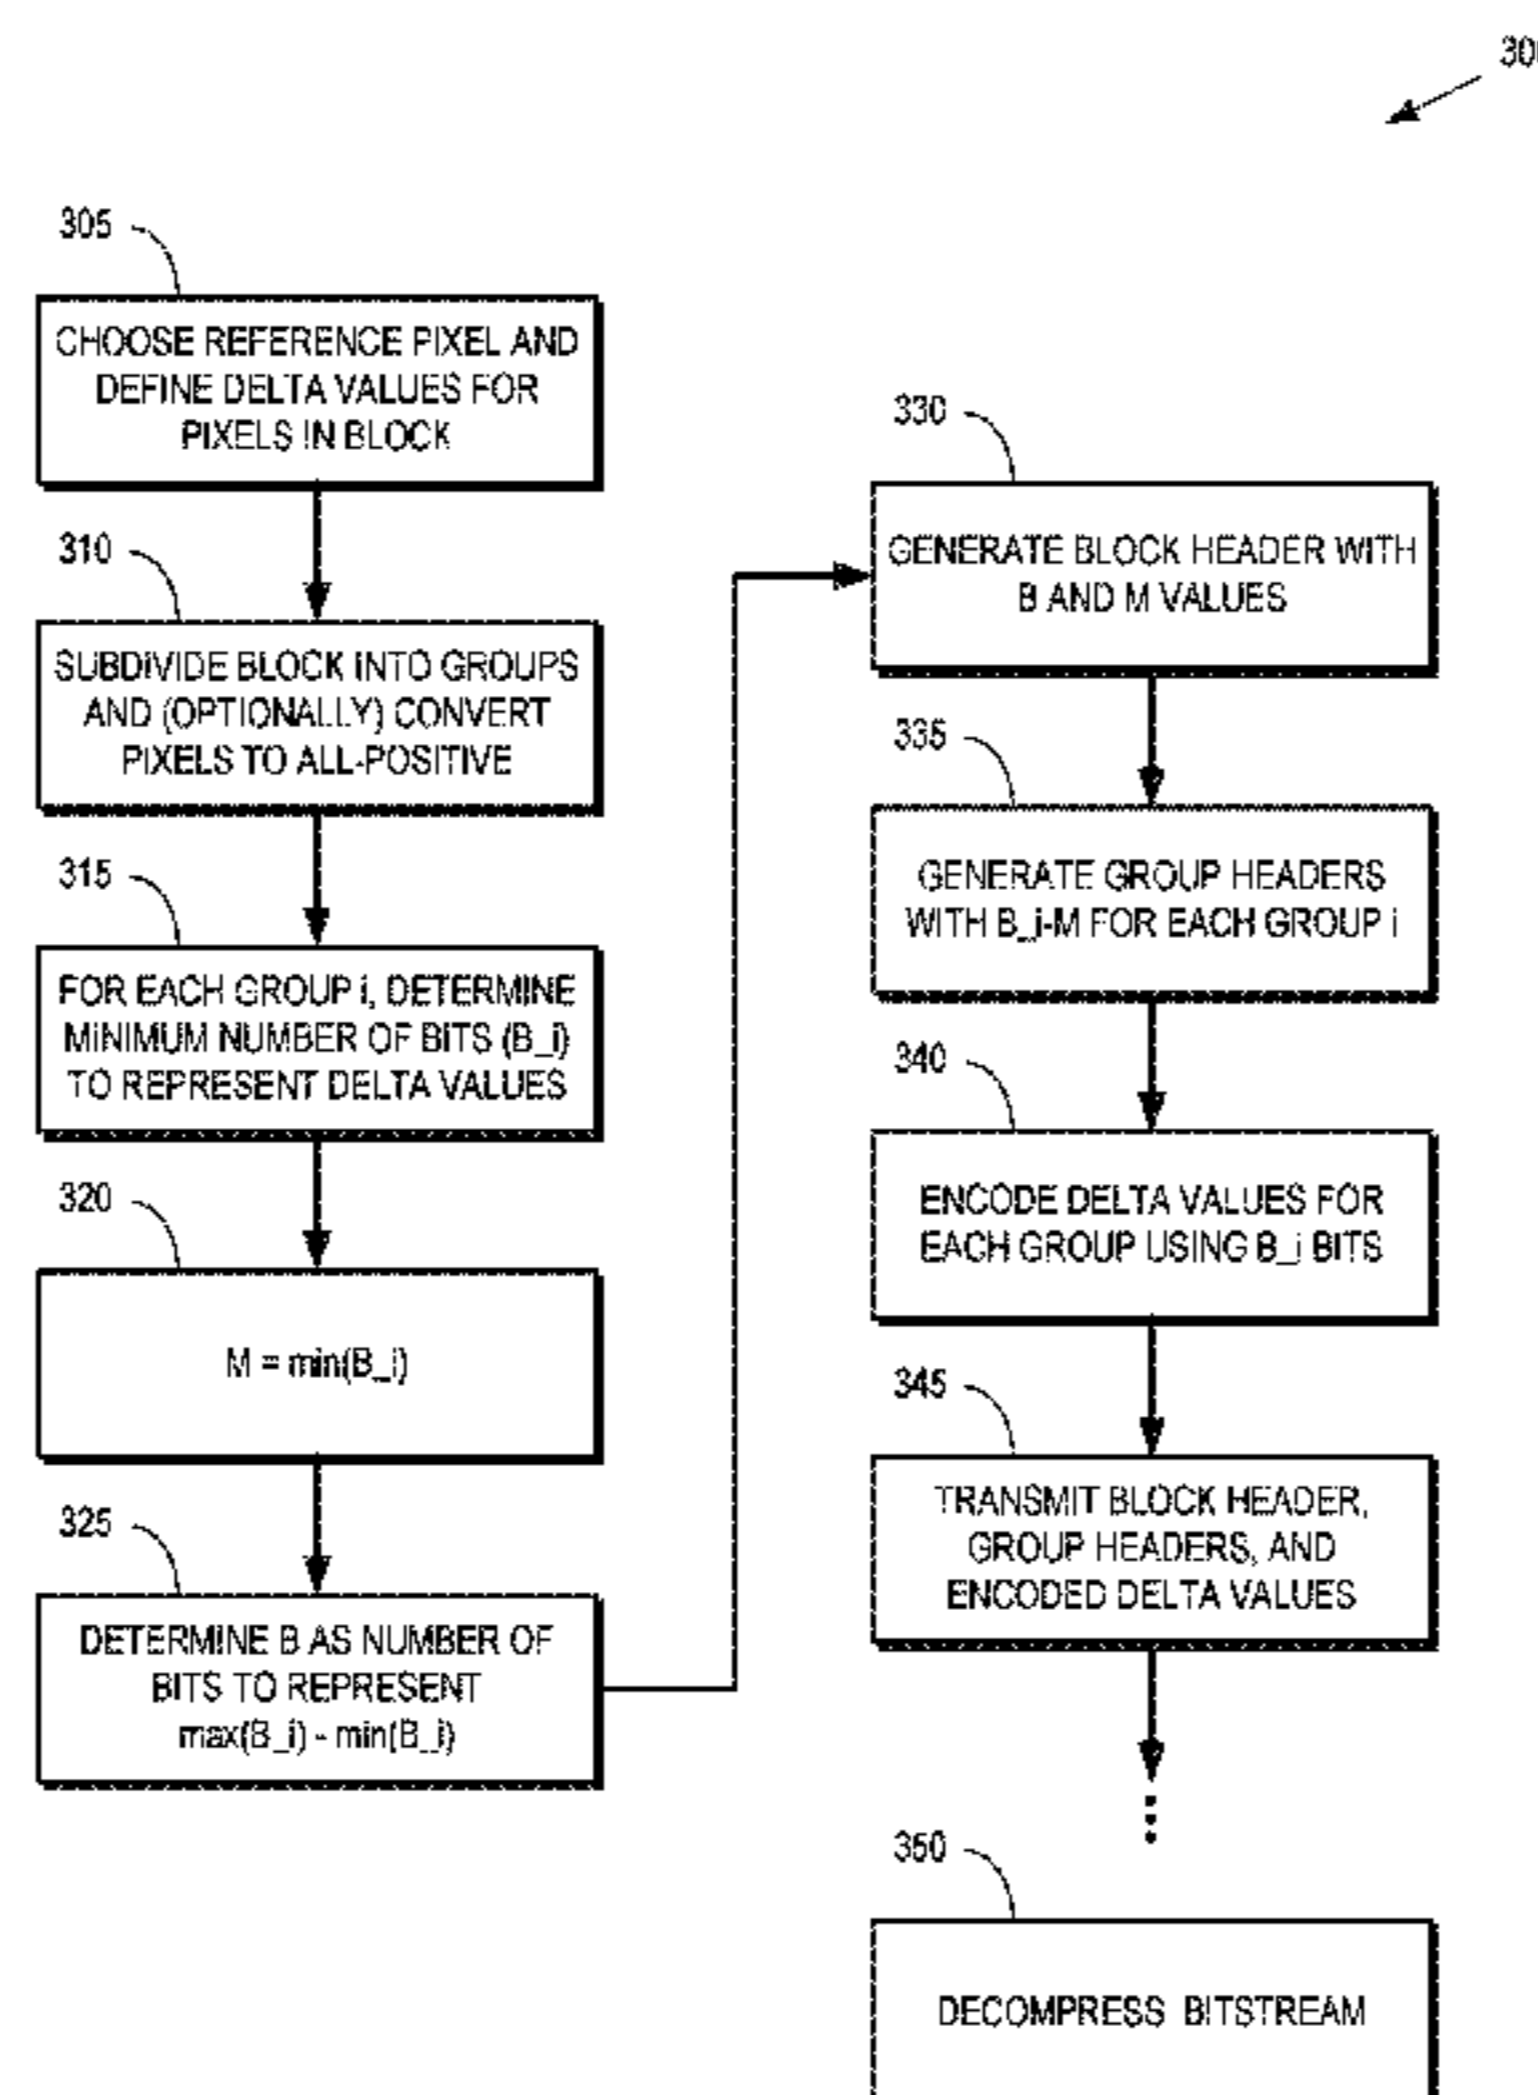 300
305
CHOOSE REFERENCE PIXEL AND
DEFINE DELTA VALUES FOR
PIXELS IN BLOCK
310
SUBDIVIDE BLOCK INTO GROUPS
AND (OPTIONALLY) CONVERT
PIXELS TO ALL-POSITIVE
315
FOR EACH GROUP i, DETERMINE
MINIMUM NUMBER OF BITS (B_i)
TO REPRESENT DELTA VALUES
320
M = min(B_i)
325
DETERMINE B AS NUMBER OF
BITS TO REPRESENT
max(B_i) - min(B_i)
330
GENERATE BLOCK HEADER WITH
B AND M VALUES
335
GENERATE GROUP HEADERS
WITH B_i-M FOR EACH GROUP i
340
ENCODE DELTA VALUES FOR
EACH GROUP USING B_i BITS
345
TRANSMIT BLOCK HEADER,
GROUP HEADERS, AND
ENCODED DELTA VALUES
350
DECOMPRESS BITSTREAM